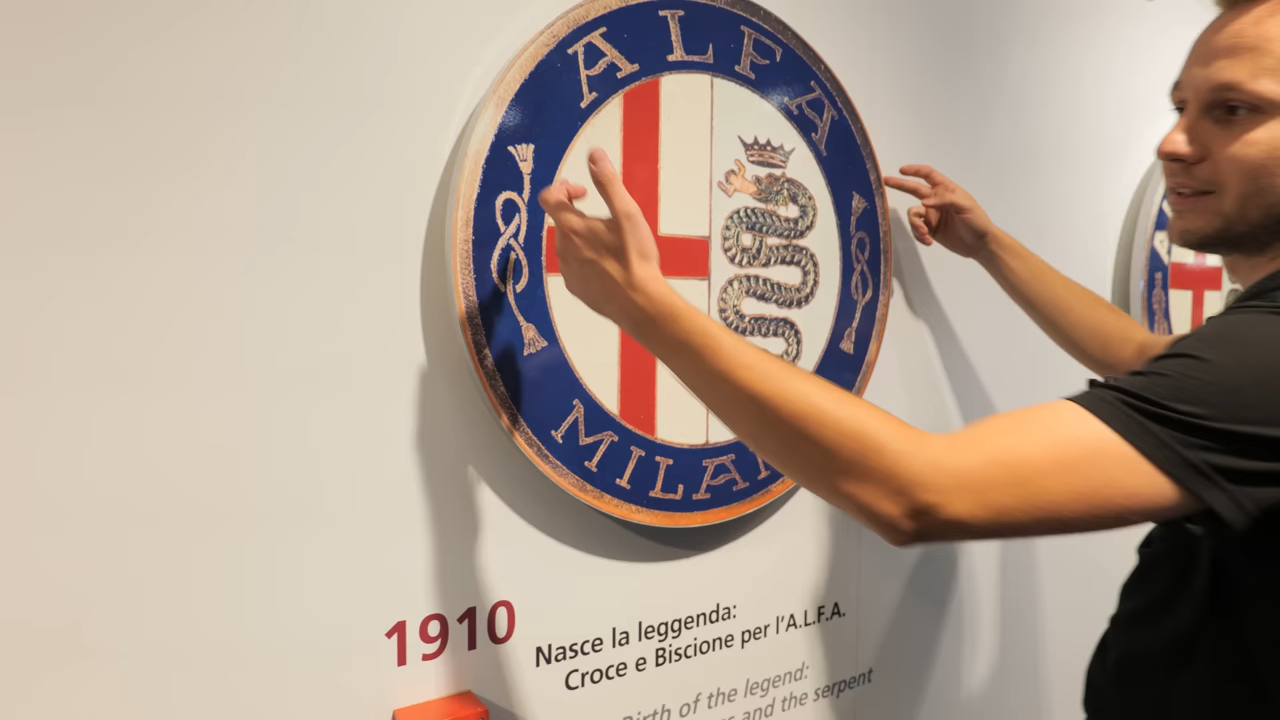 ALFA
MILAN
1910
Nasce la leggenda:
Croce e Biscione per l'A.L.F.A.
Birth of the legend:
and the serpent